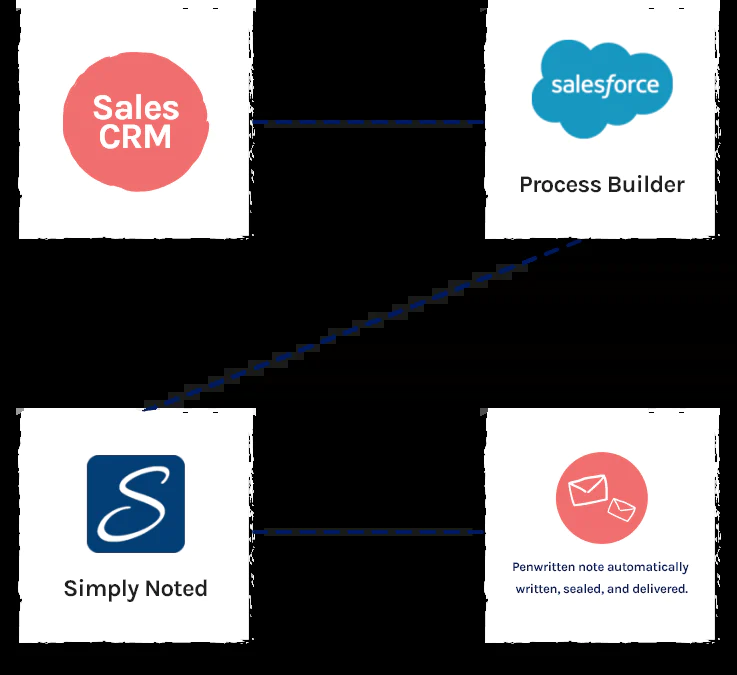 Sales
CRM
salesforce
Process Builder
S
Simply Noted
Penwritten note automatically
written, sealed, and delivered.